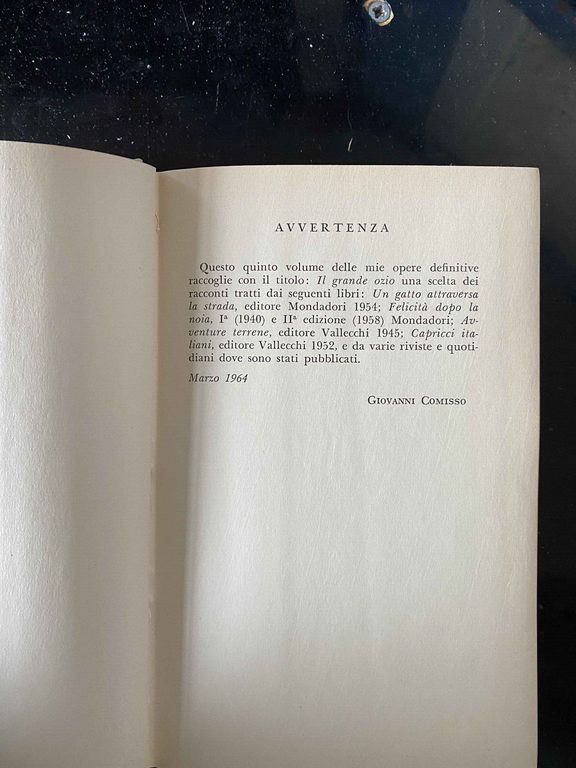 AVVERTENZA
Questo quinto volume delle mie opere definitive
raccoglie con il titolo: Il grande ozio una scelta dei
racconti tratti dai seguenti libri: Un gatto attraversa
la strada, editore Mondadori 1954; Felicità dopo la
noia, Iª (1940) e IIª edizione (1958) Mondadori; Av-
venture terrene, editore Vallecchi 1945; Capricci ita-
liani, editore Vallecchi 1952, e da varie riviste e quoti-
diani dove sono stati pubblicati.
Marzo 1964
Giovanni Comisso